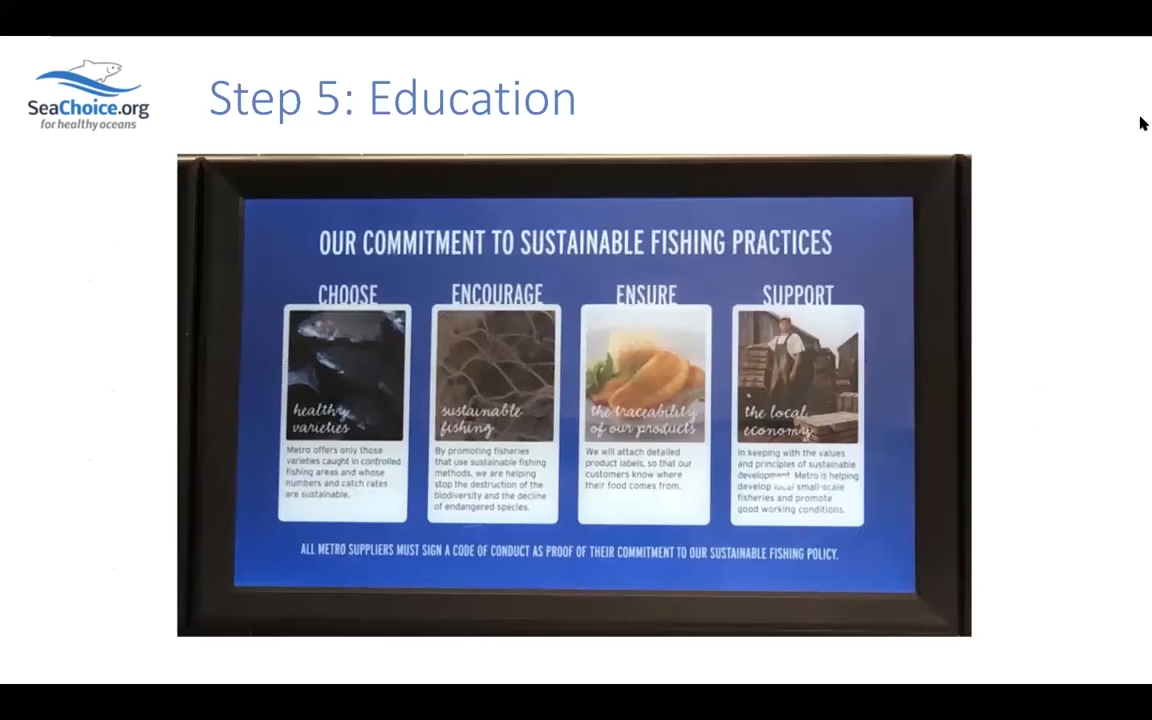 SeaChoice.org
for healthy oceans
Step 5: Education
OUR COMMITMENT TO SUSTAINABLE FISHING PRACTICES
CHOOSE
healthy
varieties
Metro offers only those
varieties caught in controlled
fishing areas and whose
numbers and catch rates
are sustainable.
ENCOURAGE
sustainable
fishing
By promoting fisheries
that use sustainable fishing
methods, we are helping
stop the destruction of the
biodiversity and the decline
of endangered species.
ENSURE
the traceability
of our products
We will attach detailed
product labels, so that our
customers know where
their food comes from.
SUPPORT
the local
economy
In keeping with the values
and principles of sustainable
development, Metro is helping
develop local small-scale
fisheries and promote
good working conditions.
ALL METRO SUPPLIERS MUST SIGN A CODE OF CONDUCT AS PROOF OF THEIR COMMITMENT TO OUR SUSTAINABLE FISHING POLICY.